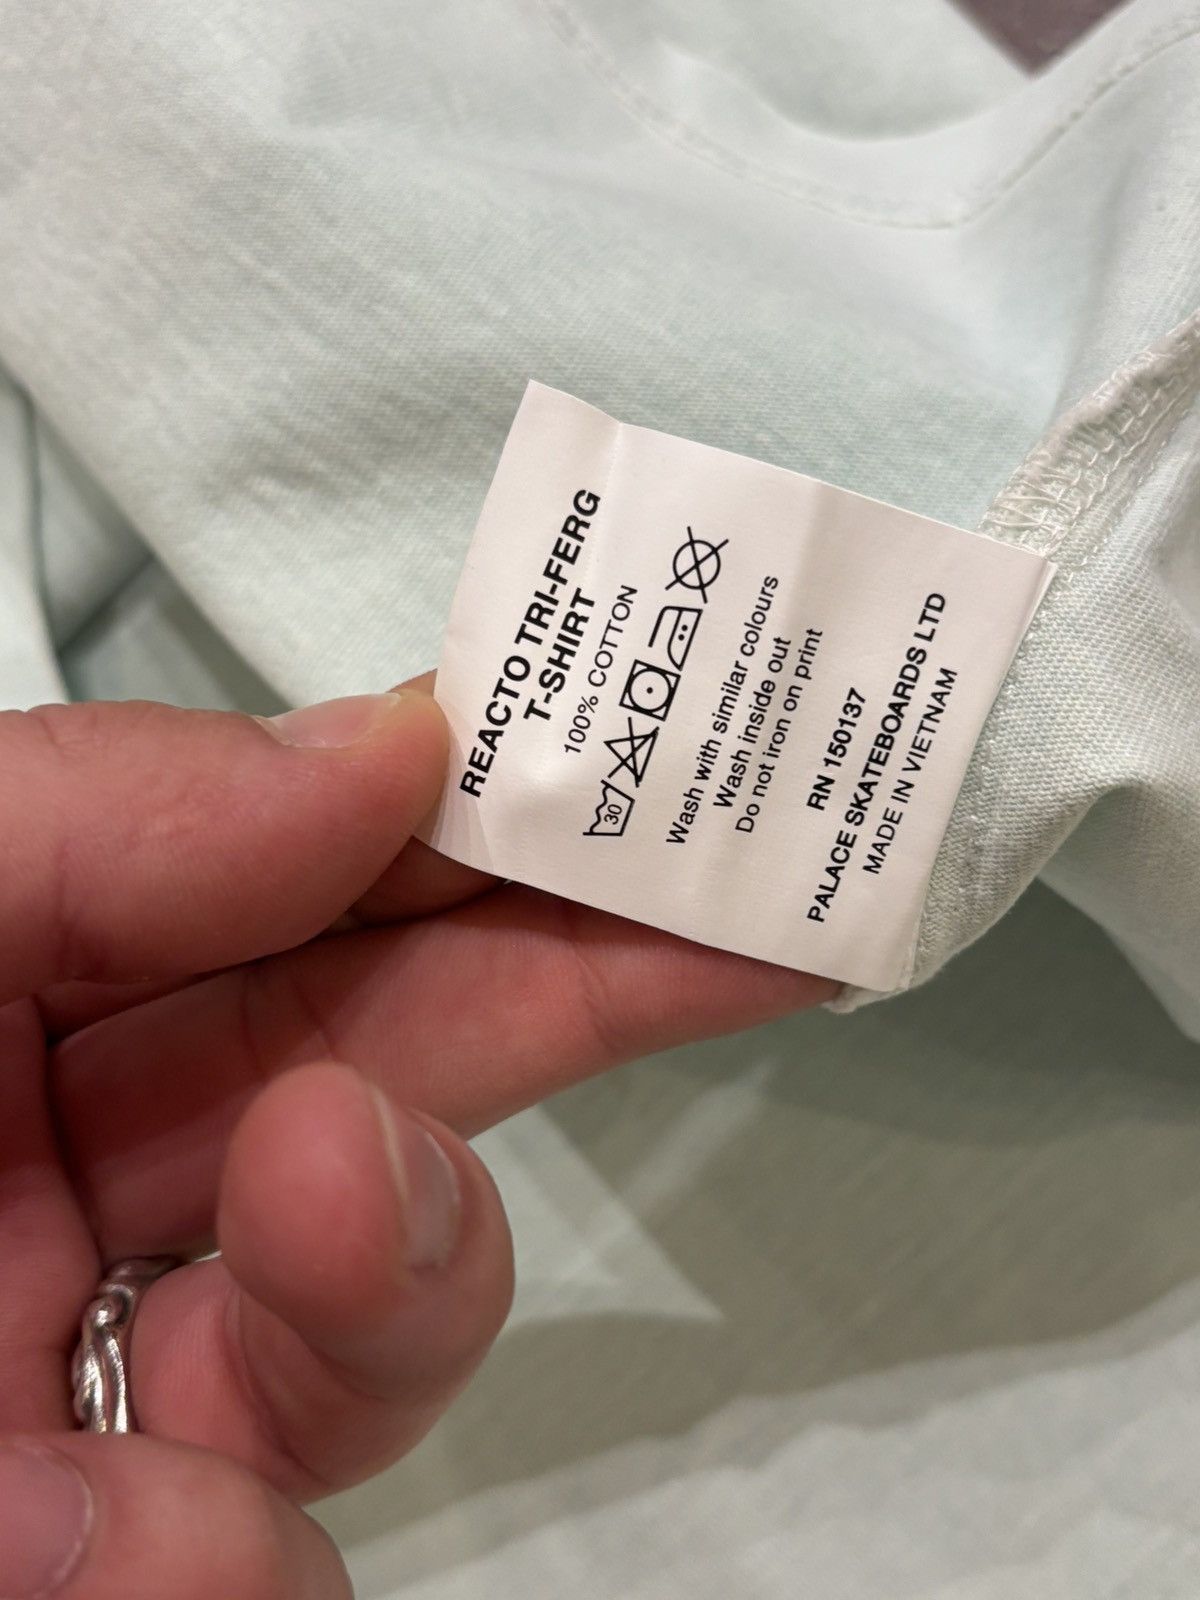 REACTO TRI-FERG
T-SHIRT
100% COTTON
30
Wash with similar colours
Wash inside out
Do not iron on print
RN 150137
PALACE SKATEBOARDS LTD
MADE IN VIETNAM